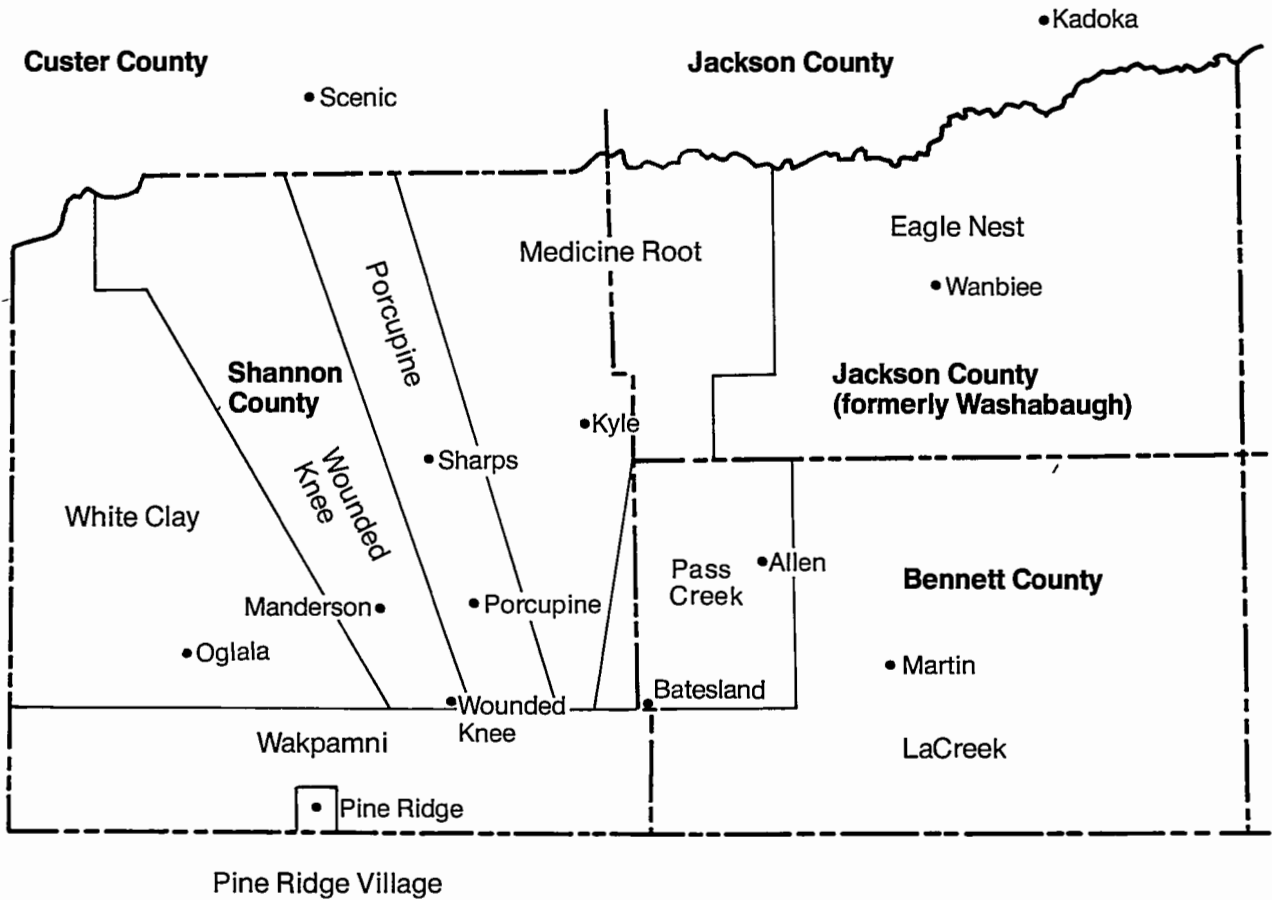 Kadoka
Custer County
Jackson County
Scenic
Eagle Nest
Medicine Root
Porcupine
Wanbiee
Shannon
County
Jackson County
(formerly Washabaugh)
Kyle
Sharps
Wounded
Knee
White Clay
Allen
Pass
Creek
Bennett County
Manderson
Porcupine
Oglala
Martin
Batesland
Wounded
Knee
Wakpamni
LaCreek
Pine Ridge
Pine Ridge Village